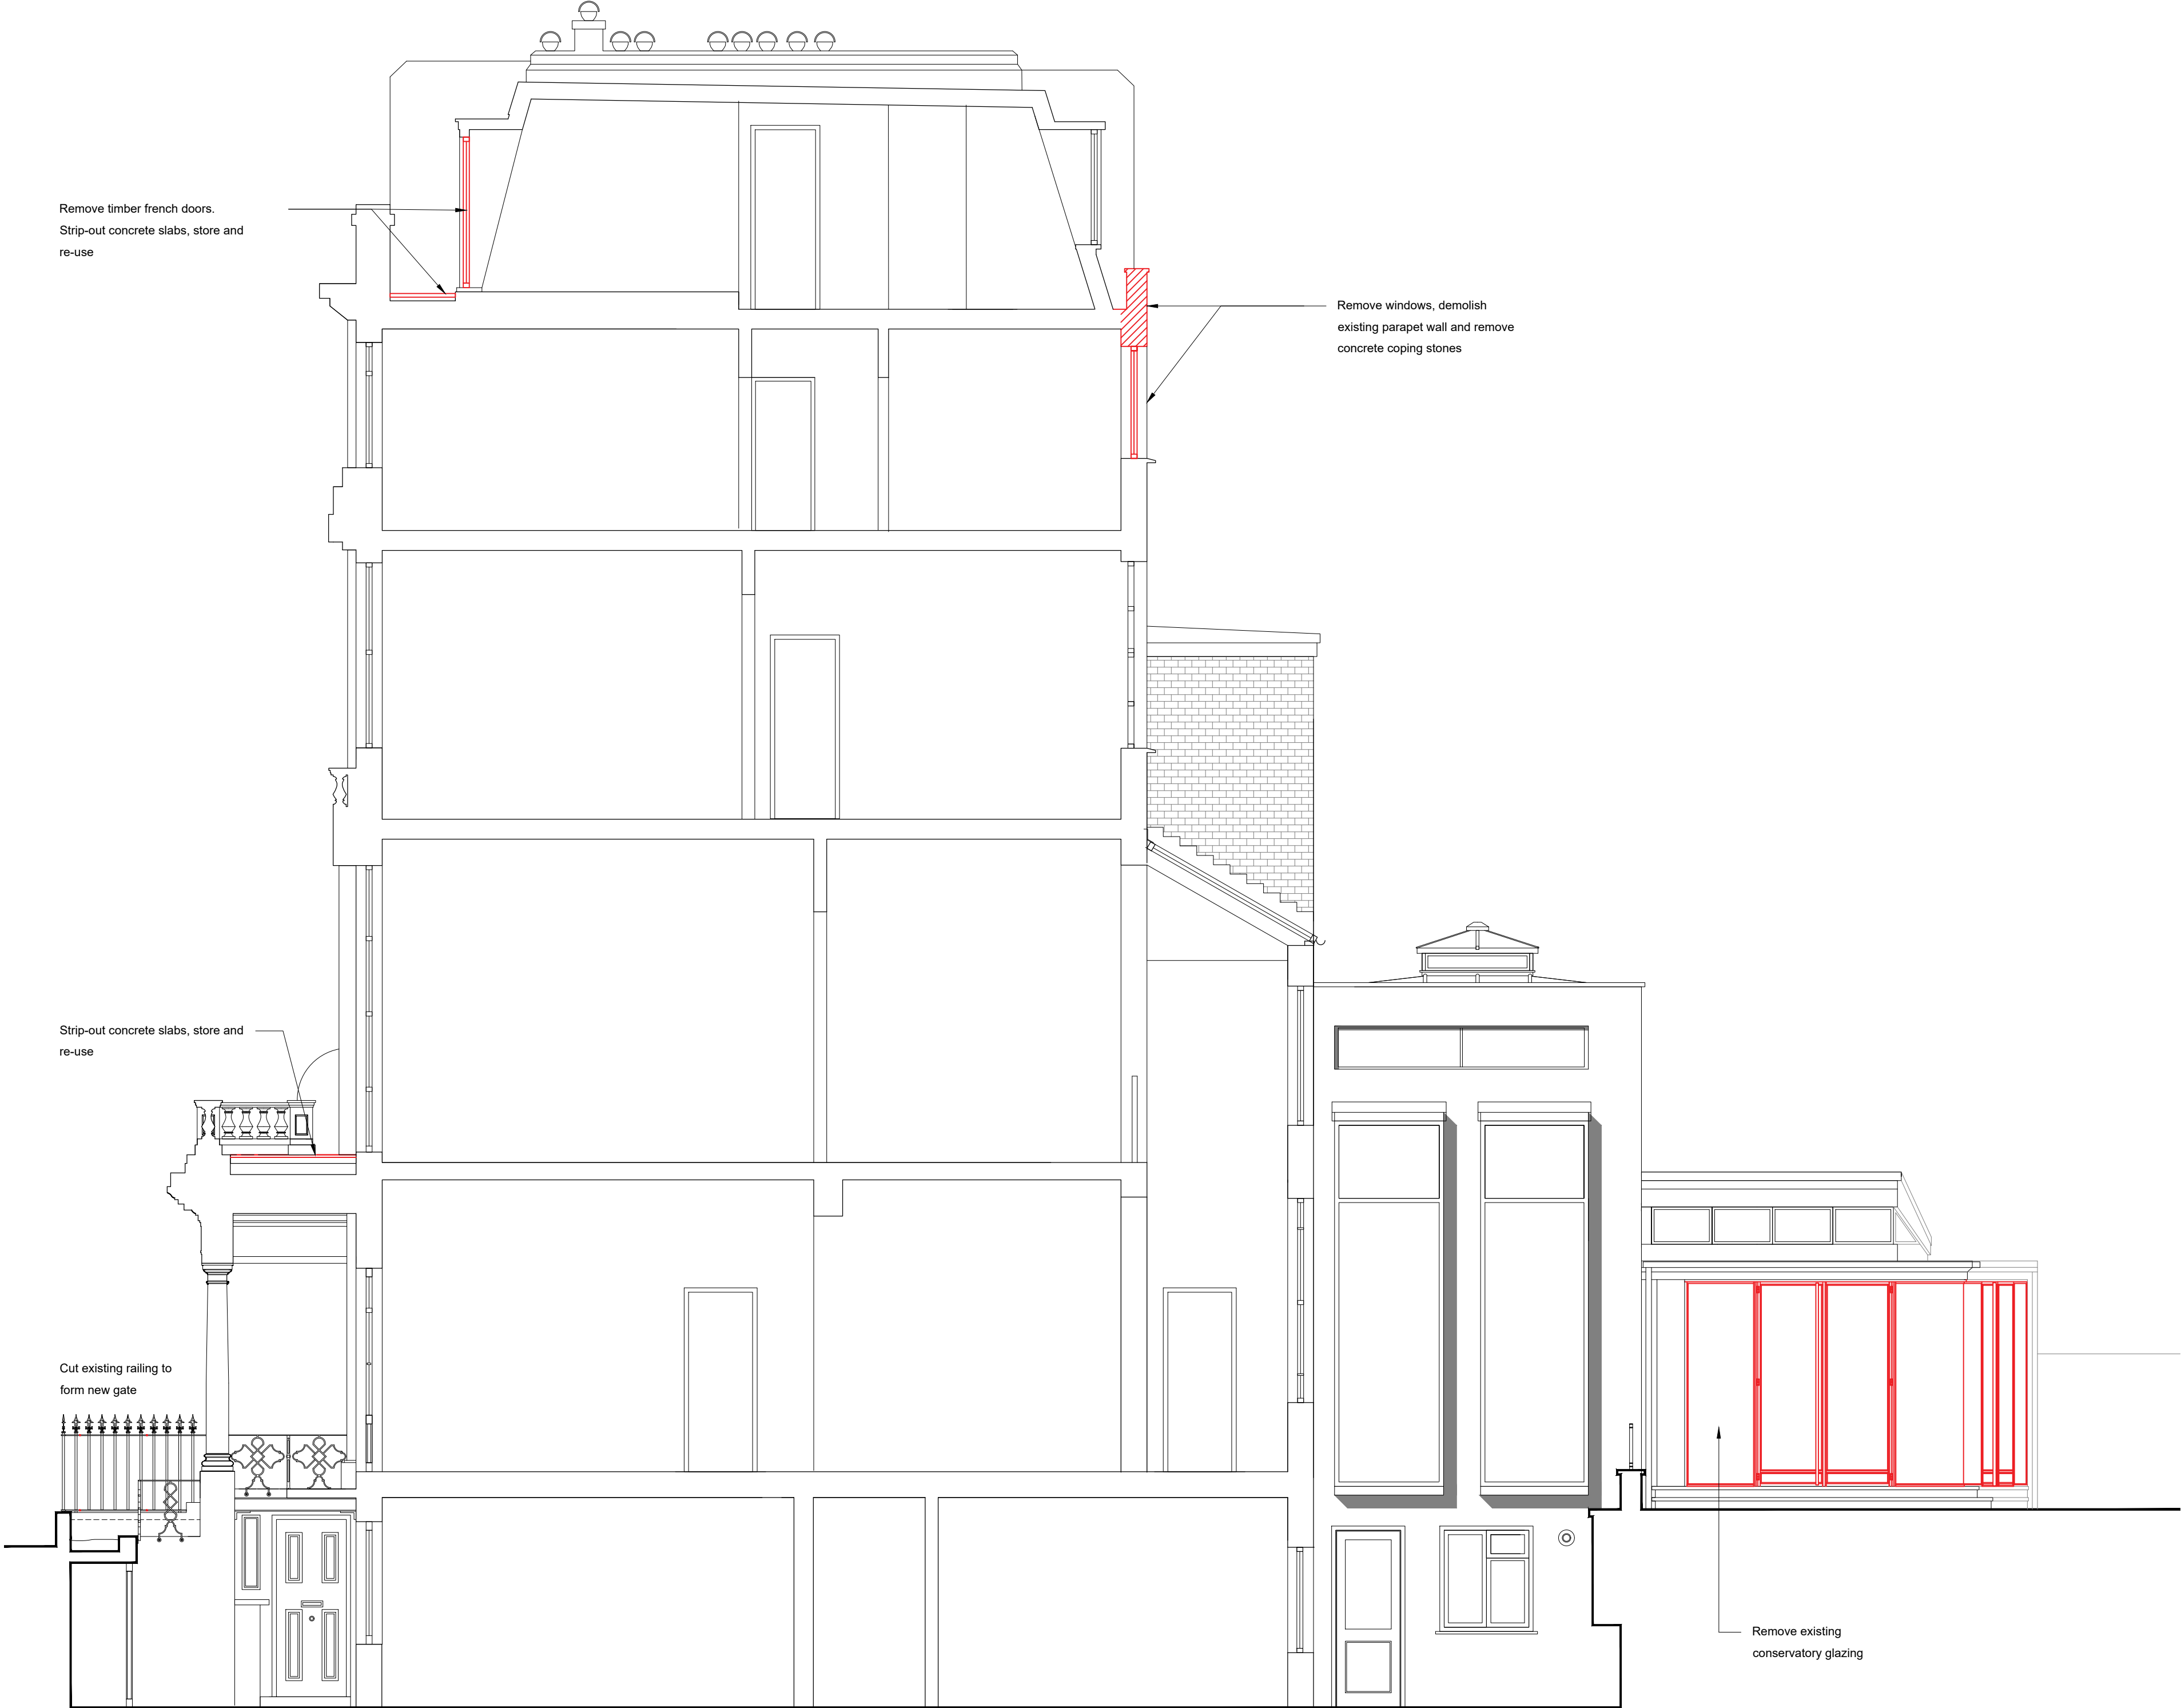 Remove timber french doors.
Strip-out concrete slabs, store and
re-use
Remove windows, demolish
existing parapet wall and remove
concrete coping stones
Strip-out concrete slabs, store and
re-use
Cut existing railing to
form new gate
Remove existing
conservatory glazing